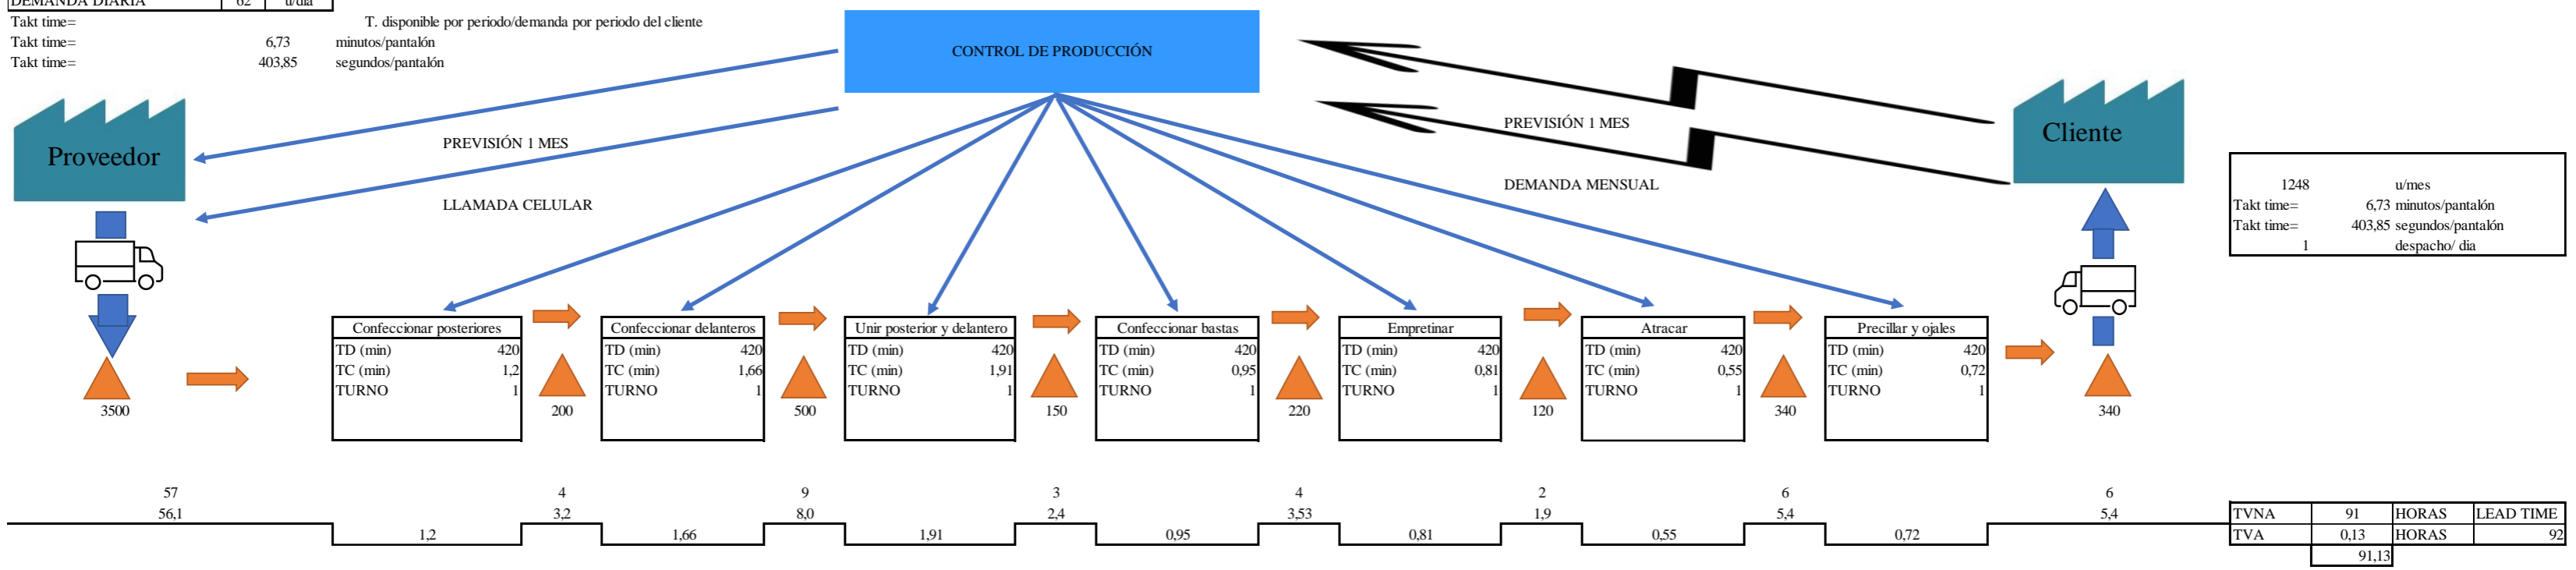 DEMANDA DIARIA 62 u/dia
Takt time= T. disponible por periodo/demanda por periodo del cliente
Takt time= 6,73 minutos/pantalón
Takt time= 403,85 segundos/pantalón
CONTROL DE PRODUCCIÓN
Proveedor
PREVISIÓN 1 MES
LLAMADA CELULAR
PREVISIÓN 1 MES
DEMANDA MENSUAL
Cliente
1248 u/mes
Takt time= 6,73 minutos/pantalón
Takt time= 403,85 segundos/pantalón
1 despacho/ dia
3500
Confeccionar posteriores
TD (min) 420
TC (min) 1,2
TURNO 1
200
Confeccionar delanteros
TD (min) 420
TC (min) 1,66
TURNO 1
500
Unir posterior y delantero
TD (min) 420
TC (min) 1,91
TURNO 1
150
Confeccionar bastas
TD (min) 420
TC (min) 0,95
TURNO 1
220
Empretinar
TD (min) 420
TC (min) 0,81
TURNO 1
120
Atracar
TD (min) 420
TC (min) 0,55
TURNO 1
340
Precillar y ojales
TD (min) 420
TC (min) 0,72
TURNO 1
340
57 4 9 3 4 2 6 6
56,1 3,2 8,0 2,4 3,53 1,9 5,4 5,4
1,2 1,66 1,91 0,95 0,81 0,55 0,72
TVNA 91 HORAS LEAD TIME
TVA 0,13 HORAS 92
91,13